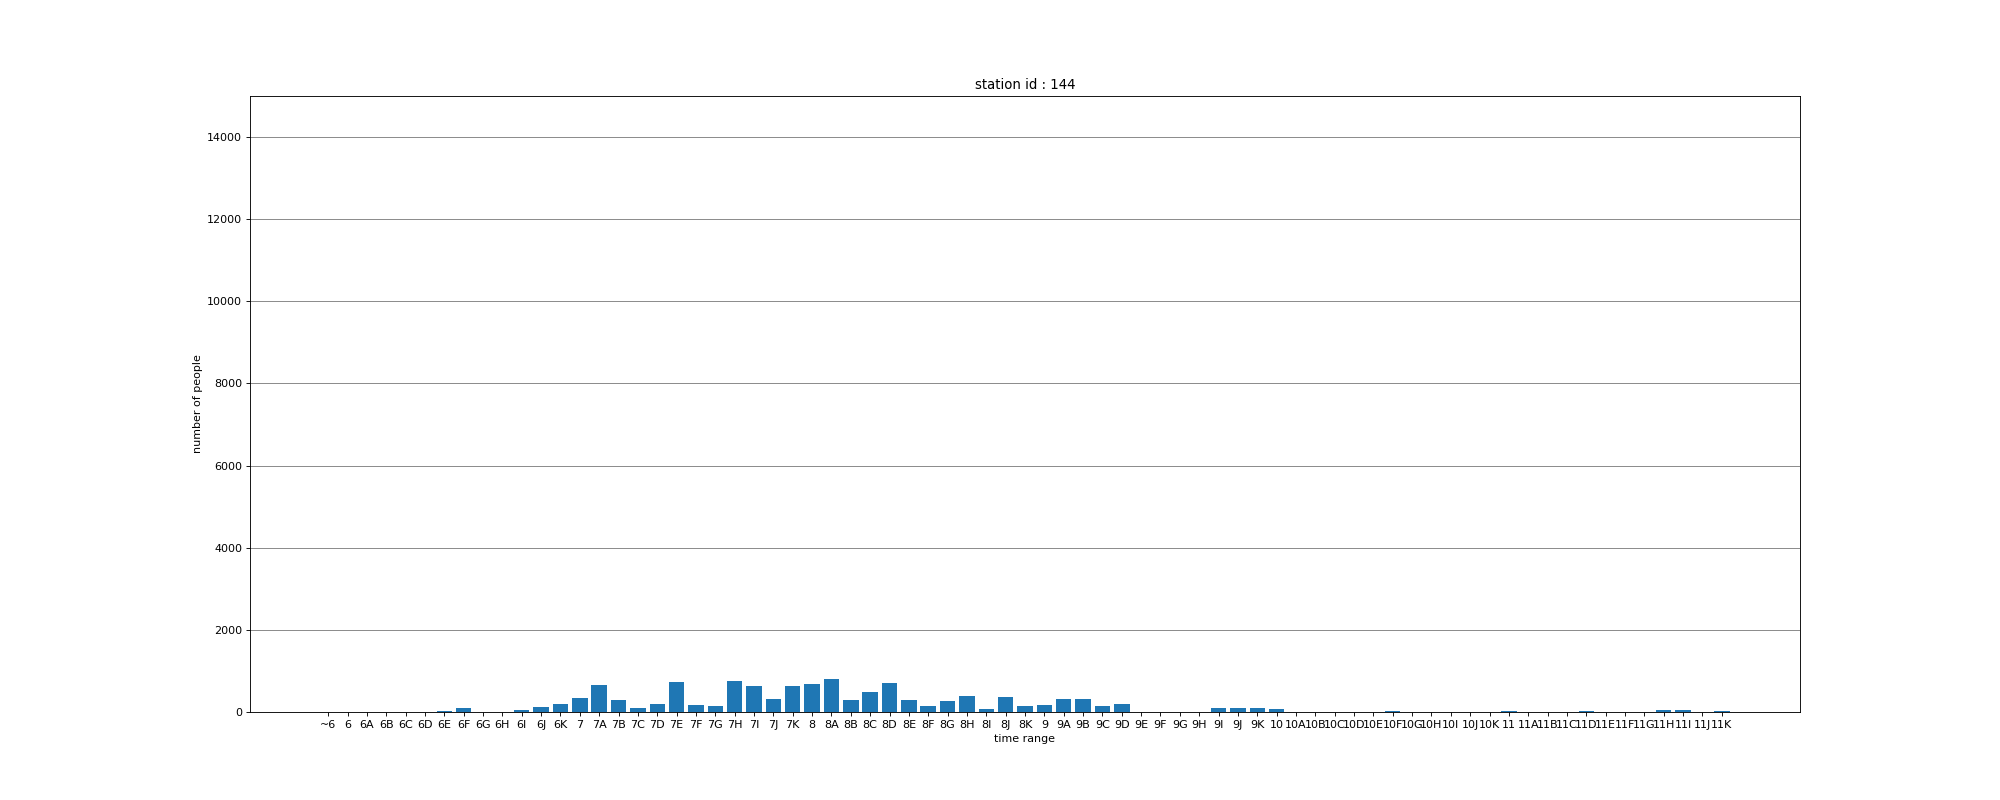 station id : 144
14000
12000
10000
8000
6000
4000
2000
0
number of people
~6 6 6A 6B 6C 6D 6E 6F 6G 6H 6I 6J 6K 7 7A 7B 7C 7D 7E 7F 7G 7H 7I 7J 7K 8 8A 8B 8C 8D 8E 8F 8G 8H 8I 8J 8K 9 9A 9B 9C 9D 9E 9F 9G 9H 9I 9J 9K 10 10A 10B 10C 10D 10E 10F 10G 10H 10I 10J 10K 11 11A 11B 11C 11D 11E 11F 11G 11H 11I 11J 11K
time range